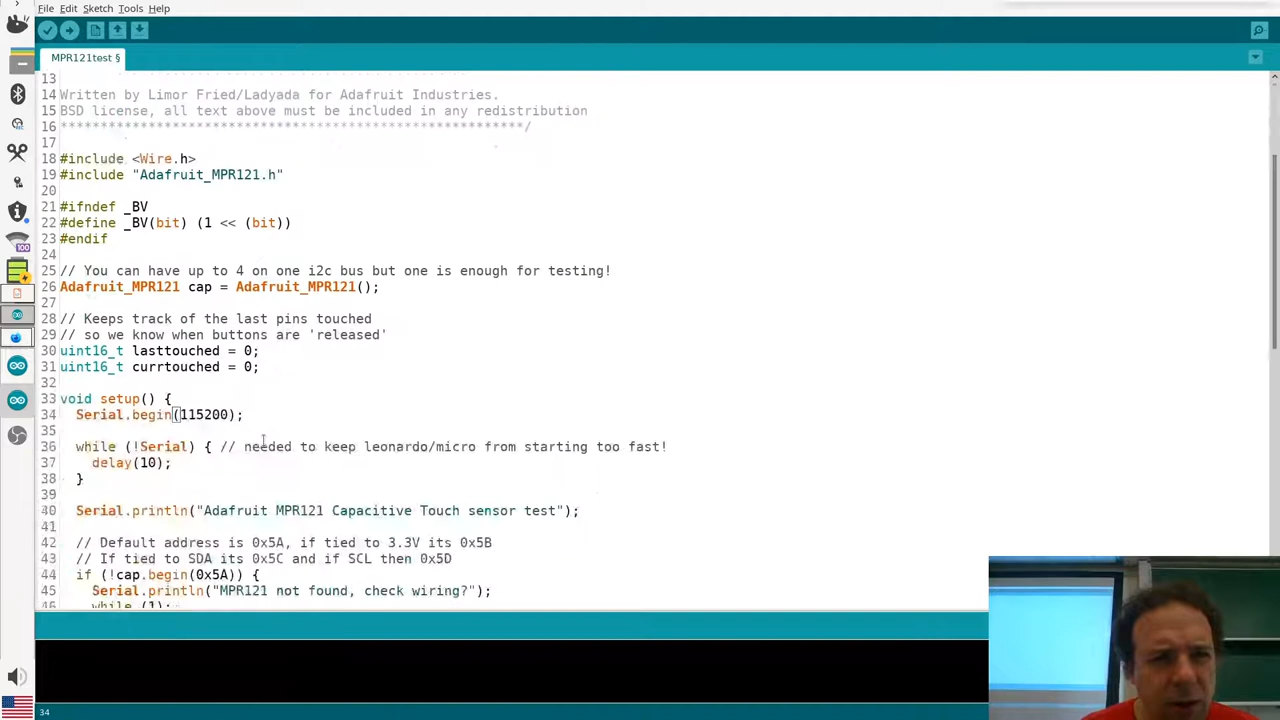 File Edit Sketch Tools Help
MPR121test §
13
14 Written by Limor Fried/Ladyada for Adafruit Industries.
15 BSD license, all text above must be included in any redistribution
16 **********************************************************/
17
18 #include <Wire.h>
19 #include "Adafruit_MPR121.h"
20
21 #ifndef _BV
22 #define _BV(bit) (1 << (bit))
23 #endif
24
25 // You can have up to 4 on one i2c bus but one is enough for testing!
26 Adafruit_MPR121 cap = Adafruit_MPR121();
27
28 // Keeps track of the last pins touched
29 // so we know when buttons are 'released'
30 uint16_t lasttouched = 0;
31 uint16_t currtouched = 0;
32
33 void setup() {
34 Serial.begin(115200);
35
36 while (!Serial) { // needed to keep leonardo/micro from starting too fast!
37 delay(10);
38 }
39
40 Serial.println("Adafruit MPR121 Capacitive Touch sensor test");
41
42 // Default address is 0x5A, if tied to 3.3V its 0x5B
43 // If tied to SDA its 0x5C and if SCL then 0x5D
44 if (!cap.begin(0x5A)) {
45 Serial.println("MPR121 not found, check wiring?");
46 while (1);
100
34